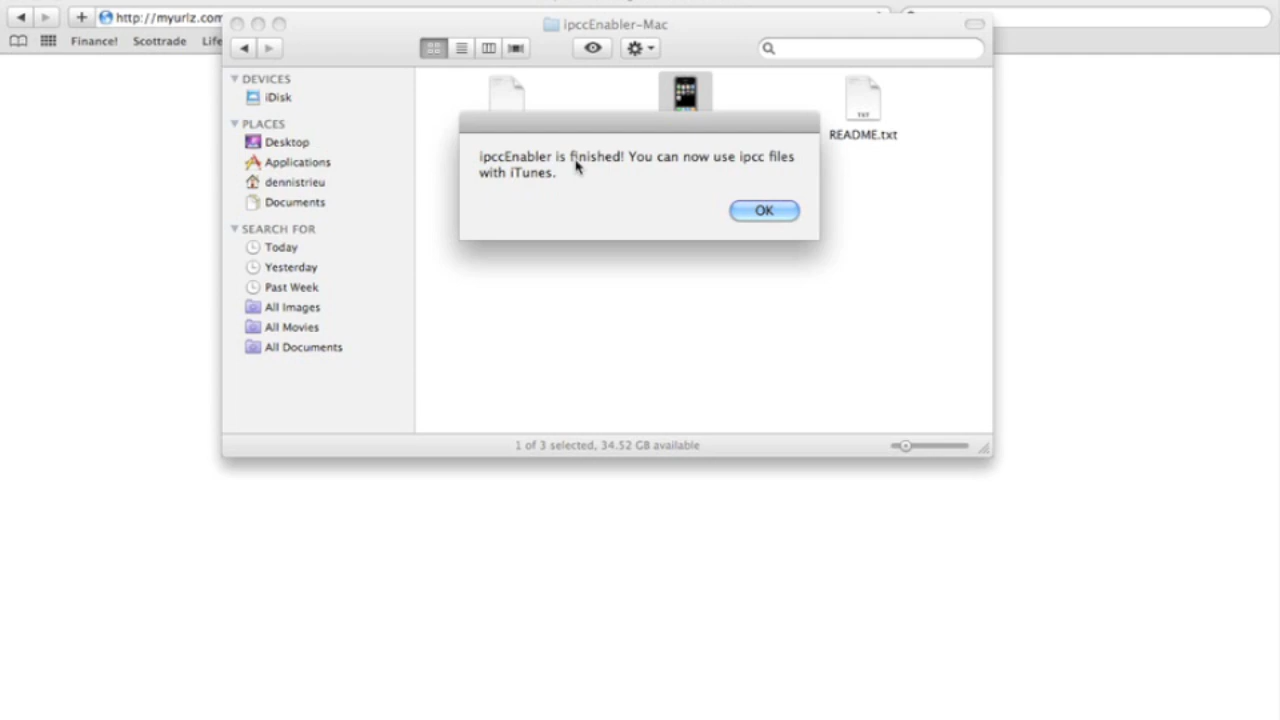 http://myurlz.com
ipccEnabler-Mac
Finance!
Scottrade
Life
DEVICES
iDisk
PLACES
Desktop
Applications
dennistrieu
Documents
SEARCH FOR
Today
Yesterday
Past Week
All Images
All Movies
All Documents
TXT
README.txt
ipccEnabler is finished! You can now use ipcc files
with iTunes.
OK
1 of 3 selected, 34.52 GB available